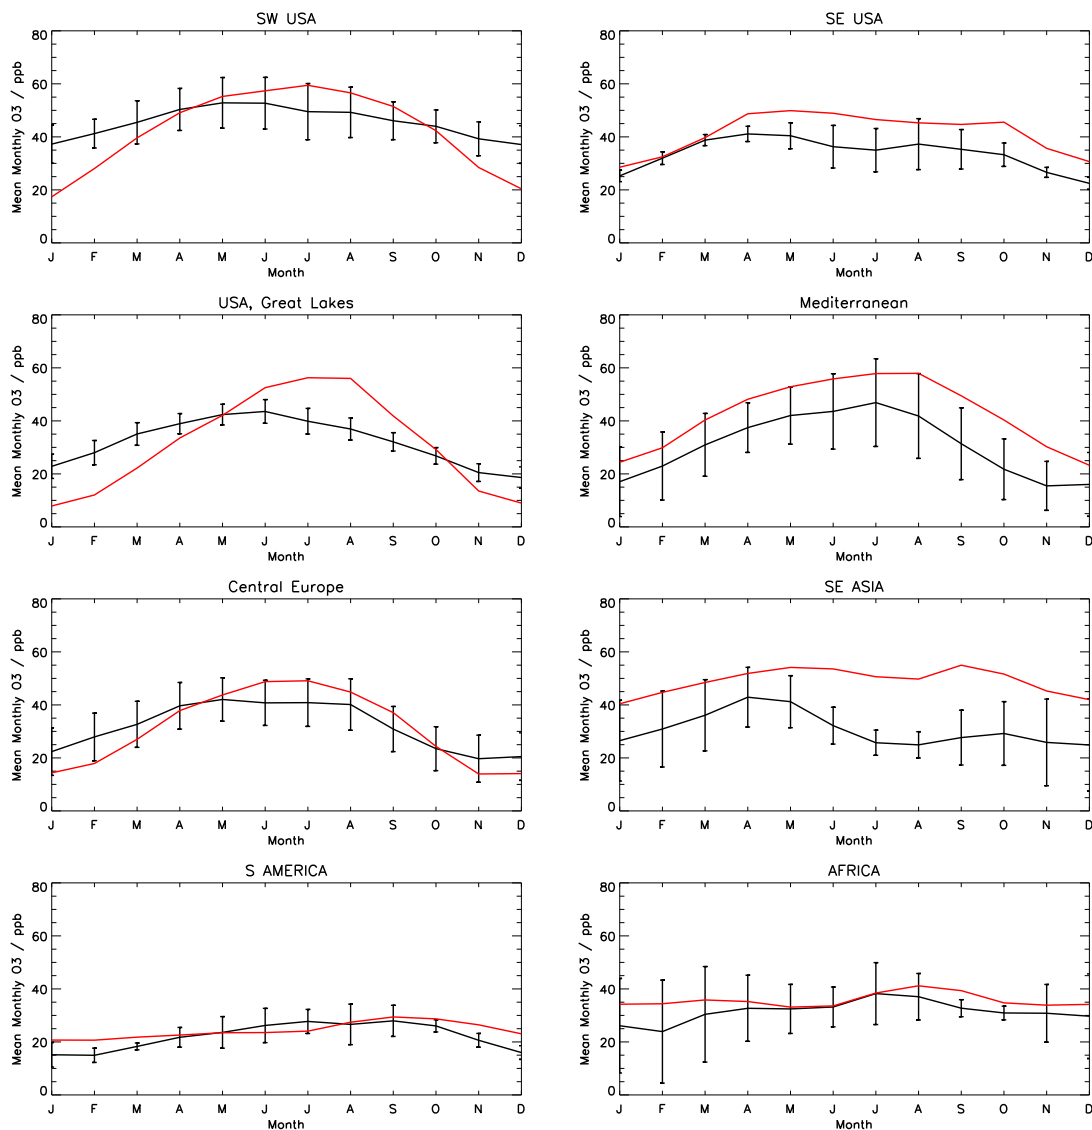 SW USA
Mean Monthly O3 / ppb
80
60
40
20
0
J F M A M J J A S O N D
Month
SE USA
Mean Monthly O3 / ppb
80
60
40
20
0
J F M A M J J A S O N D
Month
USA, Great Lakes
Mean Monthly O3 / ppb
80
60
40
20
0
J F M A M J J A S O N D
Month
Mediterranean
Mean Monthly O3 / ppb
80
60
40
20
0
J F M A M J J A S O N D
Month
Central Europe
Mean Monthly O3 / ppb
80
60
40
20
0
J F M A M J J A S O N D
Month
SE ASIA
Mean Monthly O3 / ppb
80
60
40
20
0
J F M A M J J A S O N D
Month
S AMERICA
Mean Monthly O3 / ppb
80
60
40
20
0
J F M A M J J A S O N D
Month
AFRICA
Mean Monthly O3 / ppb
80
60
40
20
0
J F M A M J J A S O N D
Month